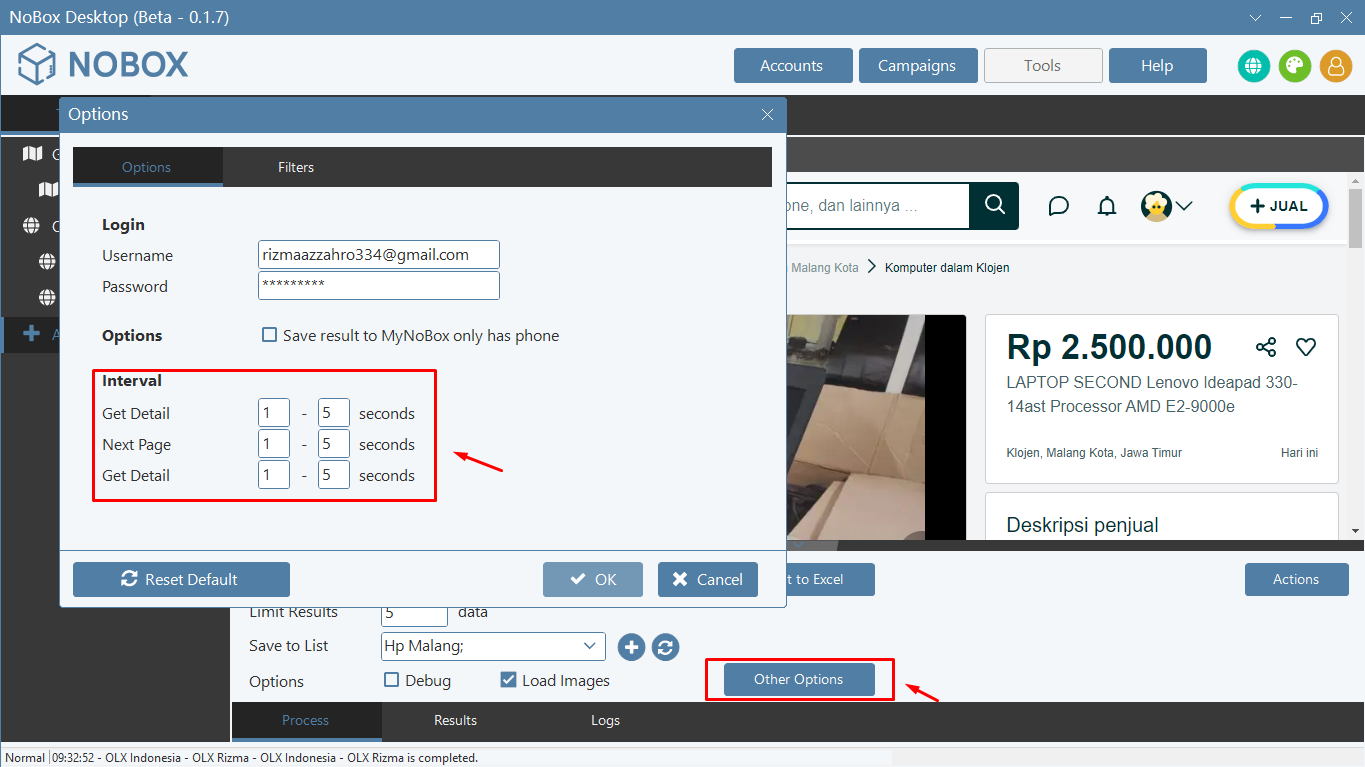 NoBox Desktop (Beta - 0.1.7)
NOBOX
Accounts
Campaigns
Tools
Help
Options
Options
Filters
Login
Username
rizmaazzahro334@gmail.com
Password
*********
Options
Save result to MyNoBox only has phone
Interval
Get Detail 1 - 5 seconds
Next Page 1 - 5 seconds
Get Detail 1 - 5 seconds
Reset Default
OK
Cancel
dan lainnya ...
JUAL
Malang Kota
Komputer dalam Klojen
Rp 2.500.000
LAPTOP SECOND Lenovo Ideapad 330-
14ast Processor AMD E2-9000e
Klojen, Malang Kota, Jawa Timur
Hari ini
Deskripsi penjual
to Excel
Actions
Limit Results 5 data
Save to List Hp Malang;
Options Debug Load Images
Other Options
Process
Results
Logs
Normal 09:32:52 - OLX Indonesia - OLX Rizma - OLX Indonesia - OLX Rizma is completed.